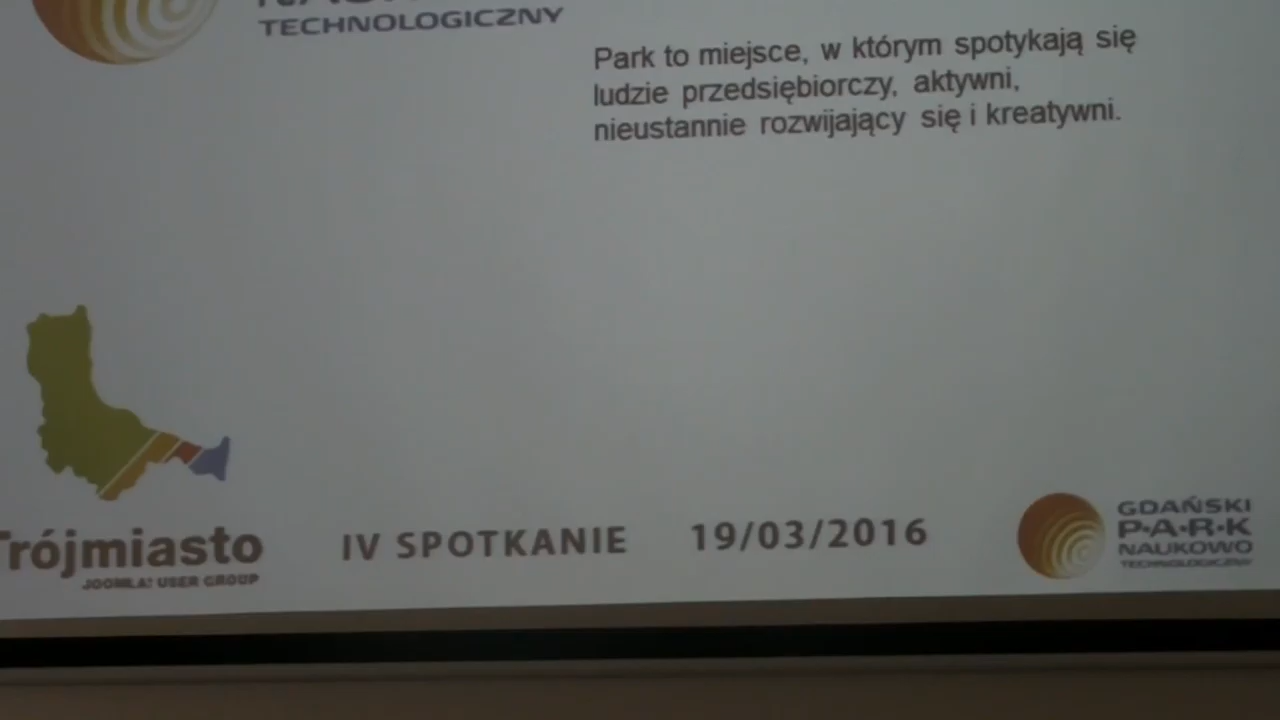 TECHNOLOGICZNY
Park to miejsce, w którym spotykają się
ludzie przedsiębiorczy, aktywni,
nieustannie rozwijający się i kreatywni.
Trójmiasto
JOOMLA! USER GROUP
IV SPOTKANIE
19/03/2016
GDAŃSKI
P•A•R•K
NAUKOWO
TECHNOLOGICZNY